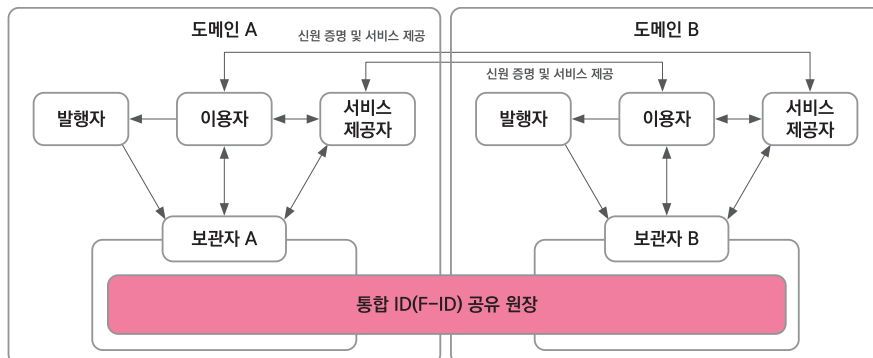 도메인 A
신원 증명 및 서비스 제공
도메인 B
신원 증명 및 서비스 제공
발행자
이용자
서비스
제공자
발행자
이용자
서비스
제공자
보관자 A
보관자 B
통합 ID(F-ID) 공유 원장